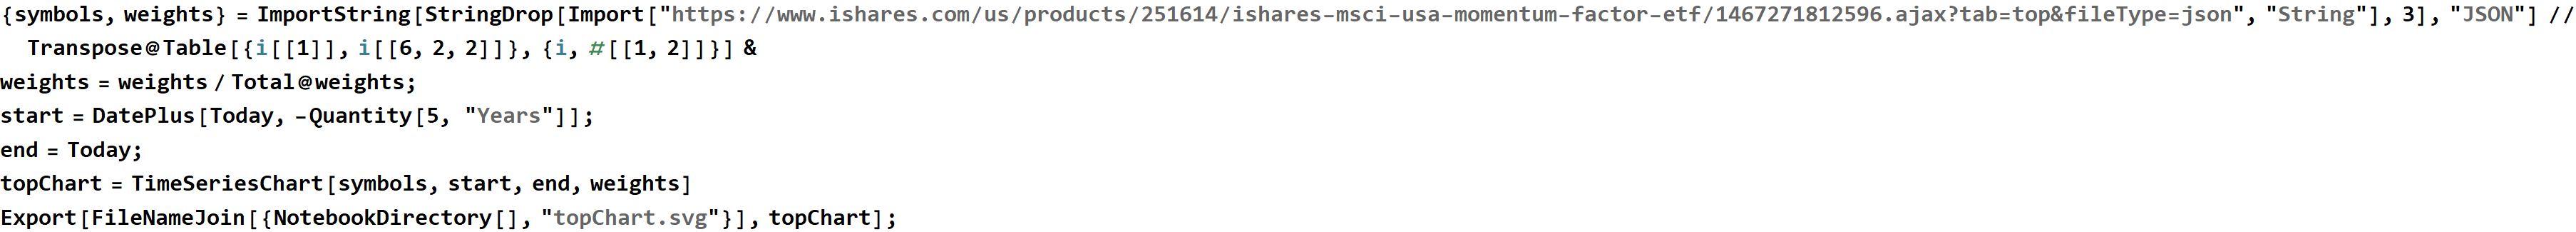 {symbols, weights} = ImportString[StringDrop[Import["https://www.ishares.com/us/products/251614/ishares-msci-usa-momentum-factor-etf/1467271812596.ajax?tab=top&fileType=json", "String"], 3], "JSON"] //
Transpose@Table[{i[[1]], i[[6, 2, 2]]}, {i, #[[1, 2]]}] &
weights = weights / Total@weights;
start = DatePlus[Today, -Quantity[5, "Years"]];
end = Today;
topChart = TimeSeriesChart[symbols, start, end, weights]
Export[FileNameJoin[{NotebookDirectory[], "topChart.svg"}], topChart];